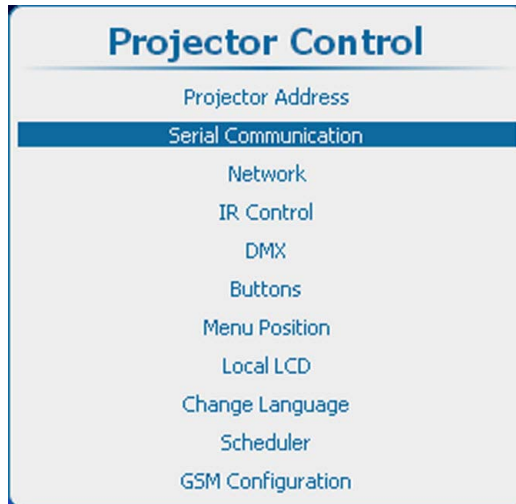 Projector Control
Projector Address
Serial Communication
Network
IR Control
DMX
Buttons
Menu Position
Local LCD
Change Language
Scheduler
GSM Configuration